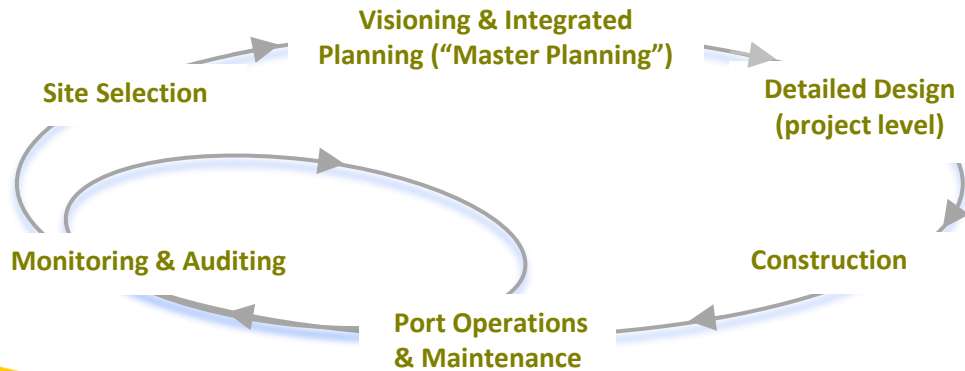 Visioning & Integrated
Planning (“Master Planning”)
Site Selection
Detailed Design
(project level)
Monitoring & Auditing
Construction
Port Operations
& Maintenance